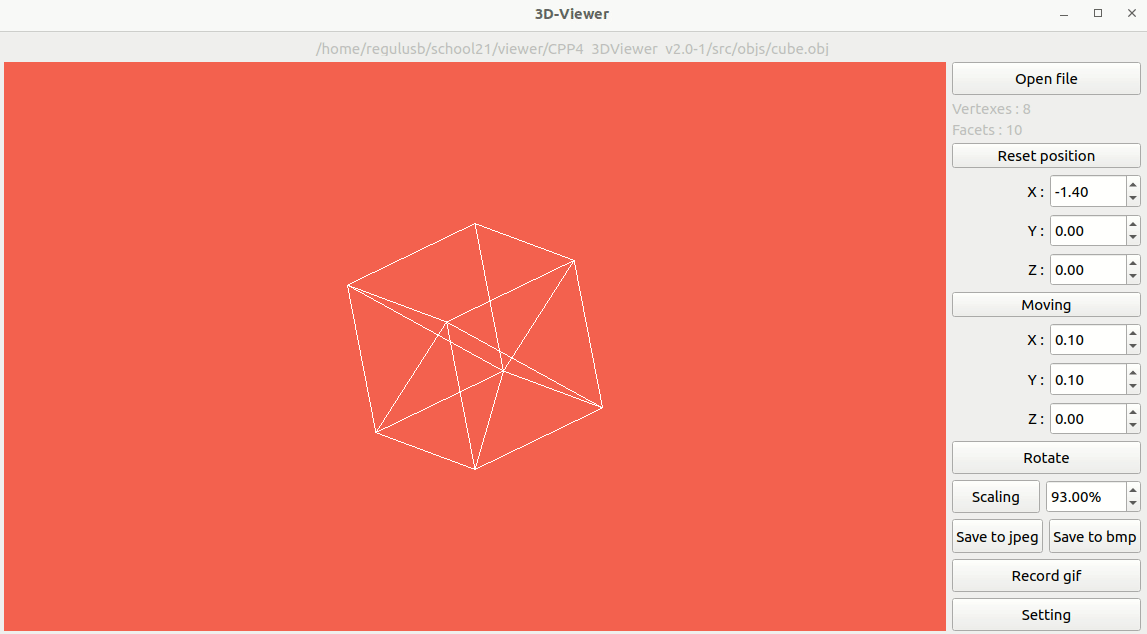 3D-Viewer
/home/regulusb/school21/viewer/CPP4_3DViewer_v2.0-1/src/objs/cube.obj
Open file
Vertexes : 8
Facets : 10
Reset position
X : -1.40
Y : 0.00
Z : 0.00
Moving
X : 0.10
Y : 0.10
Z : 0.00
Rotate
Scaling 93.00%
Save to jpeg Save to bmp
Record gif
Setting